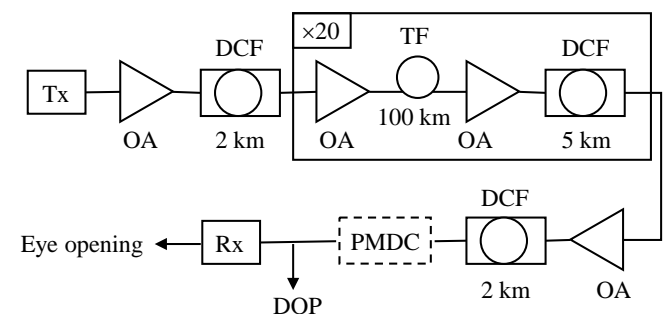 ×20
TF
DCF
DCF
Tx
OA
2 km
OA
100 km
OA
5 km
DCF
Eye opening
Rx
PMDC
2 km
OA
DOP